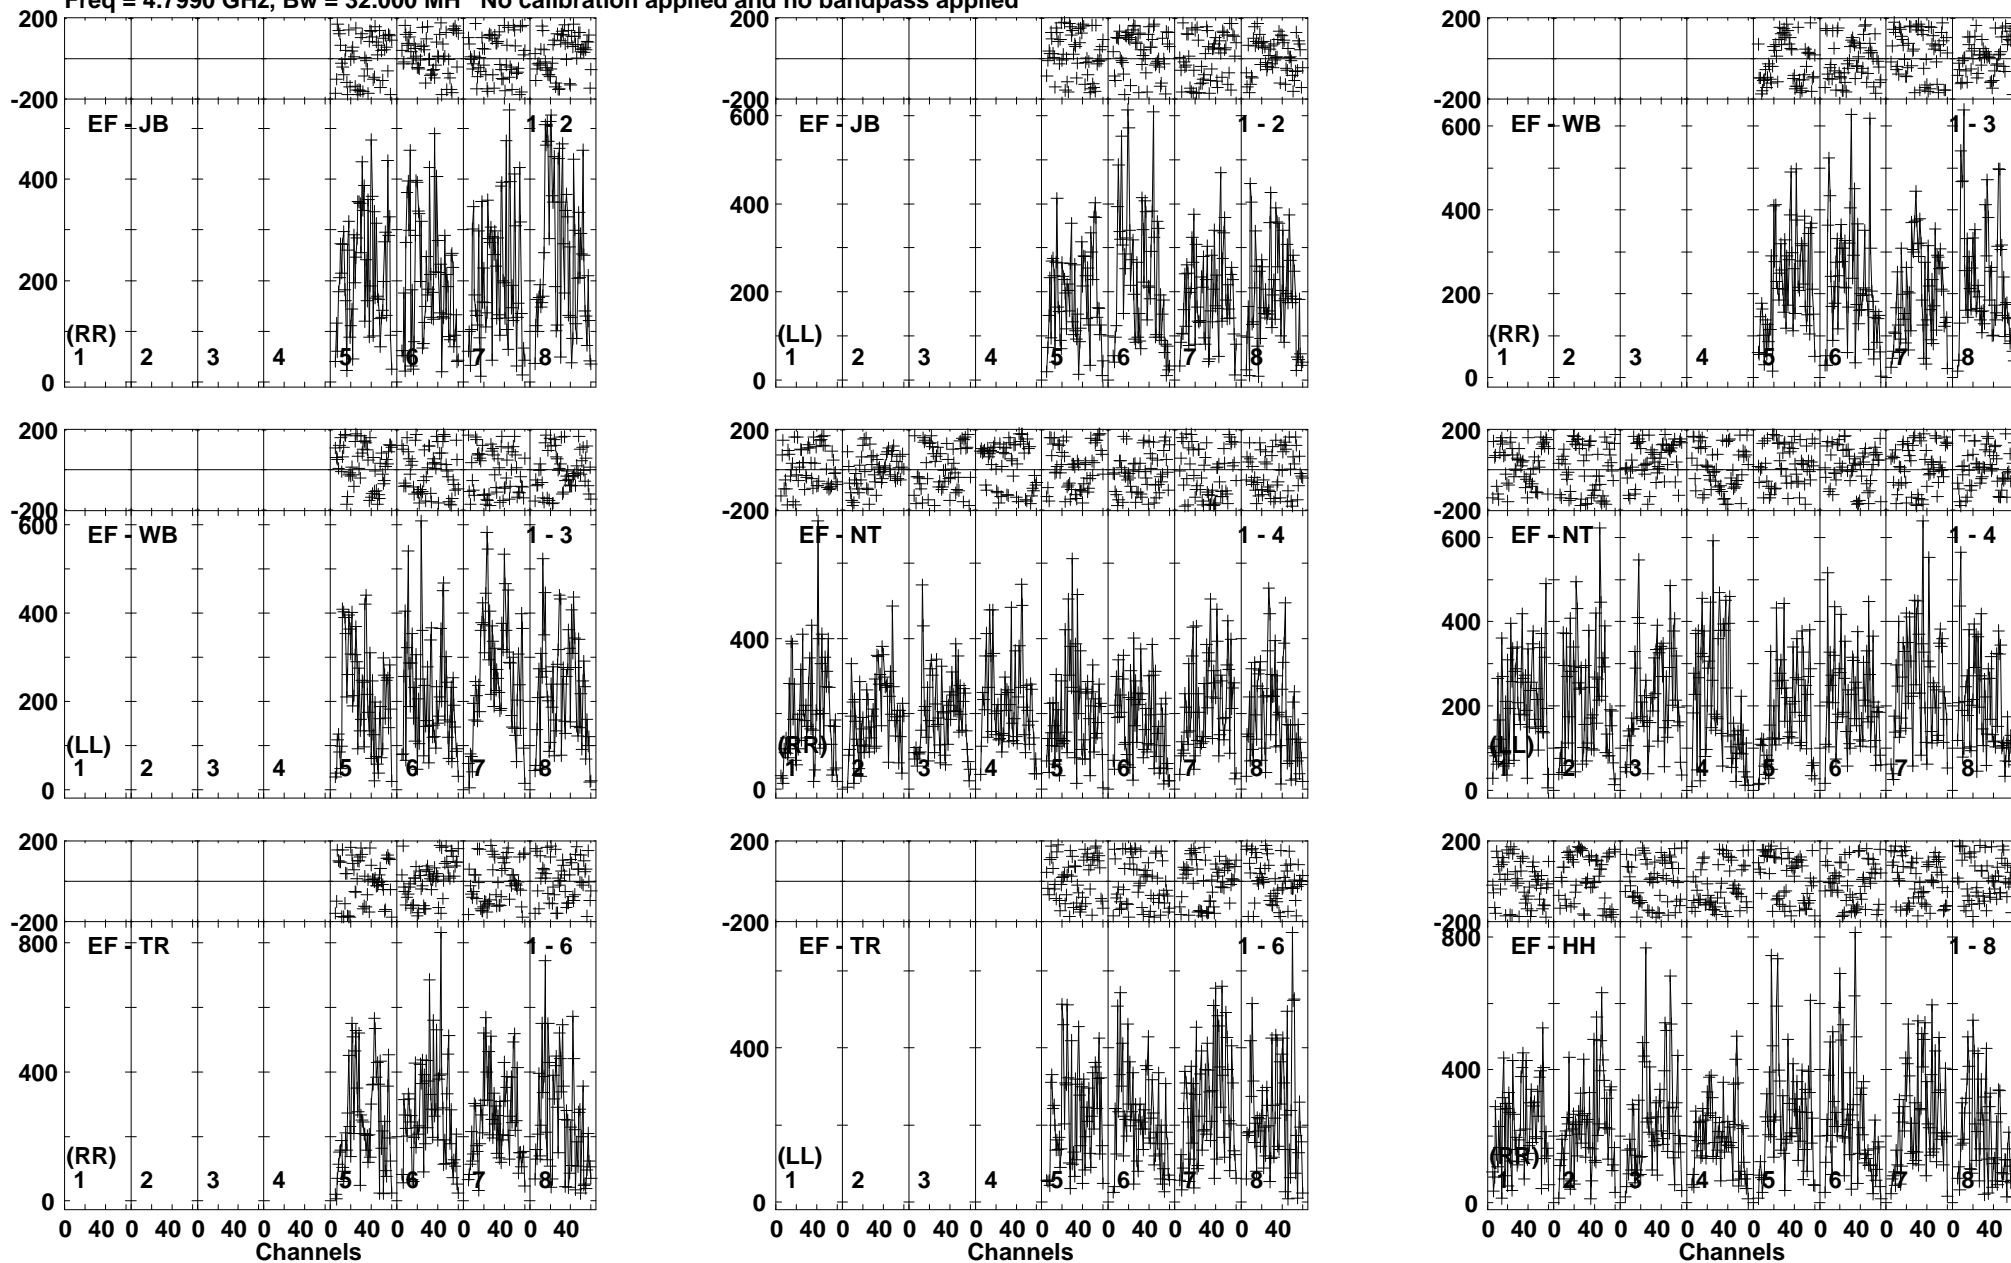 Freq = 4.7990 GHz, Bw = 32.000 MH No calibration applied and no bandpass applied
200 200 200
-200 -200 -200
EF - JB 1 - 2 EF - JB 1 - 2 EF - WB 1 - 3
600 600
400 400 400
200 200 200
(RR) (LL) (RR)
1 2 3 4 5 6 7 8 1 2 3 4 5 6 7 8 1 2 3 4 5 6 7 8
0 0 0
200 200 200
-200 -200 -200
EF - WB 1 - 3 EF - NT 1 - 4 EF - NT 1 - 4
600 600
400 400 400
200 200
(LL) (RR) (LL)
1 2 3 4 5 6 7 8 1 2 3 4 5 6 7 8 1 2 3 4 5 6 7 8
0 0 0
200 200 200
-200 -200 -200
EF - TR 1 - 6 EF - TR 1 - 6 EF - HH 1 - 8
800 800
400 400 400
(RR) (LL) (RR)
1 2 3 4 5 6 7 8 1 2 3 4 5 6 7 8 1 2 3 4 5 6 7 8
0 0 0
0 40 0 40 0 40 0 40 0 40 0 40 0 40 0 40 0 40 0 40 0 40 0 40 0 40 0 40 0 40 0 40 0 40 0 40 0 40 0 40 0 40 0 40 0 40 0 40
Channels Channels Channels